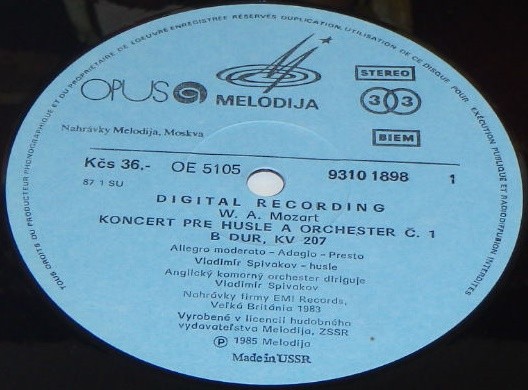 TOUS DROITS DU PRODUCTEUR PHONOGRAPHIQUE ET DU PROPRIETAIRE DE L'OEUVRE ENREGISTREE RESERVES DUPLICATION, UTILISATION DE CE DISQUE POUR EXÉCUTION PUBLIQUE ET RADIODIFFUSION INTERDITES
OPUS MELODIJA
STEREO
33
BIEM
Nahrávky Melodija, Moskva
Kčs 36,- OE 5105 9310 1898 1
87 1 SU
DIGITAL RECORDING
W. A. Mozart
KONCERT PRE HUSLE A ORCHESTER Č. 1
B DUR, KV 207
Allegro moderato - Adagio - Presto
Vladimír Spivakov - husle
Anglický komorný orchester diriguje
Vladimír Spivakov
Nahrávky firmy EMI Records,
Veľká Británia 1983
Vyrobené v licencii hudobného
vydavateľstva Melodija, ZSSR
Ⓟ 1985 Melodija
Made in USSR